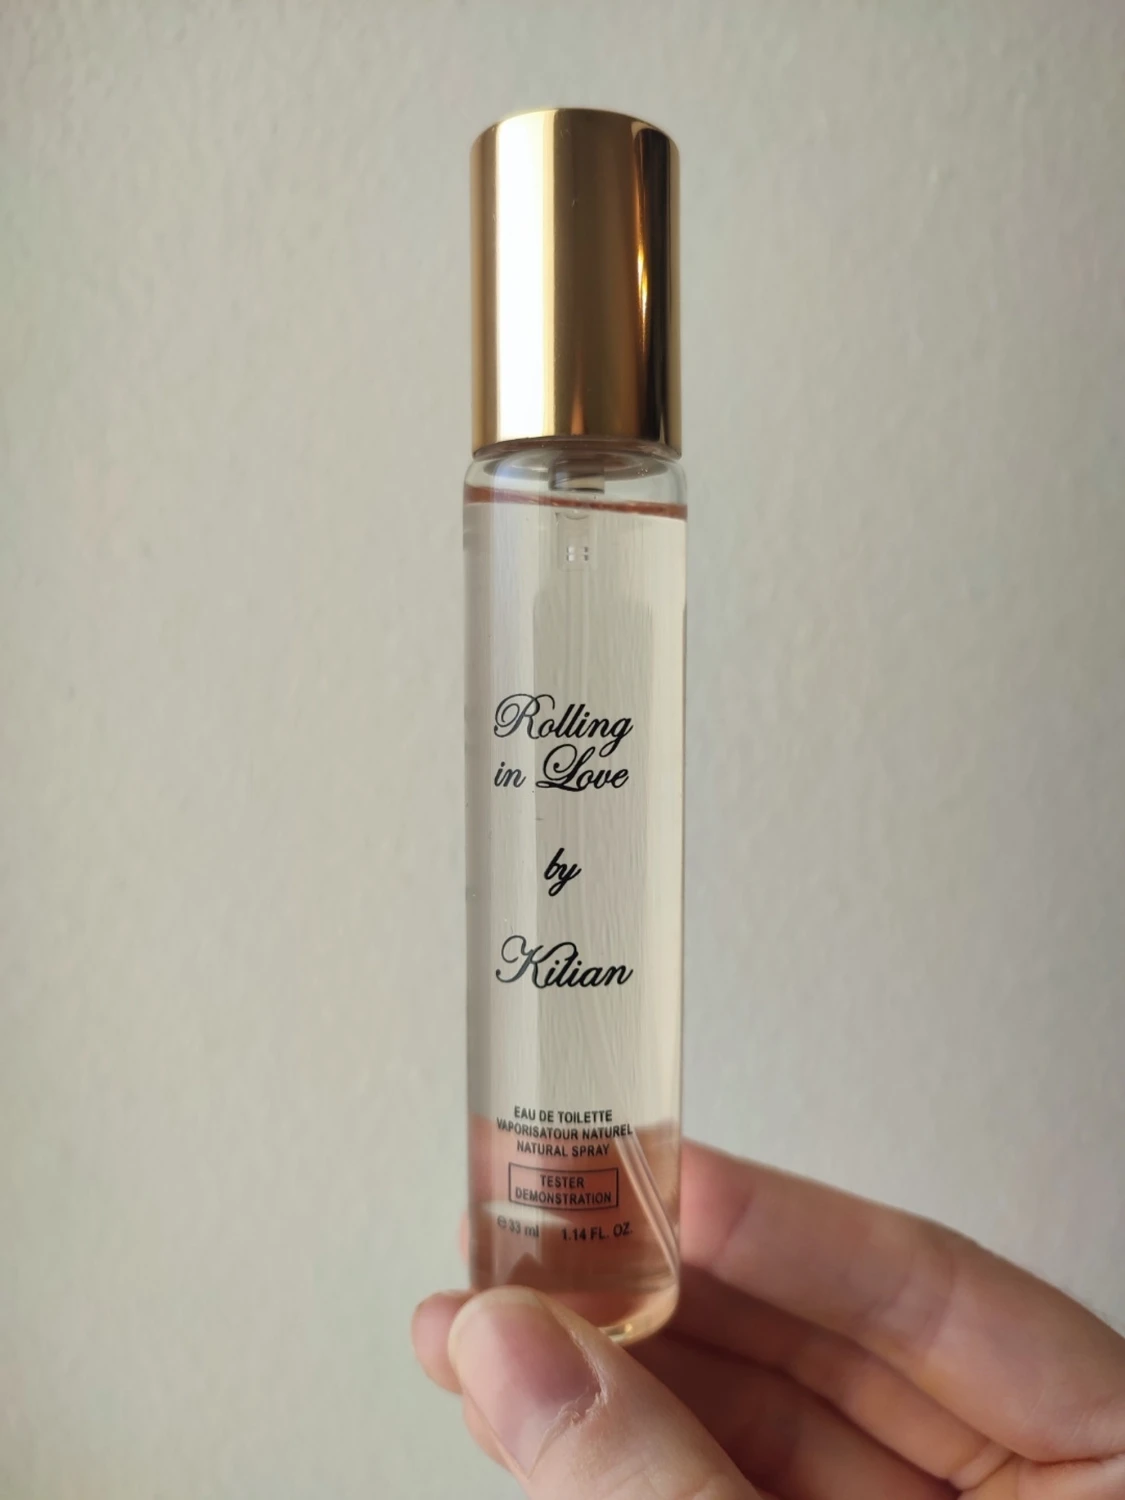 Rolling
in Love
by
Kilian
EAU DE TOILETTE
VAPORISATOUR NATUREL
NATURAL SPRAY
TESTER
DEMONSTRATION
℮ 33 ml 1.14 FL. OZ.